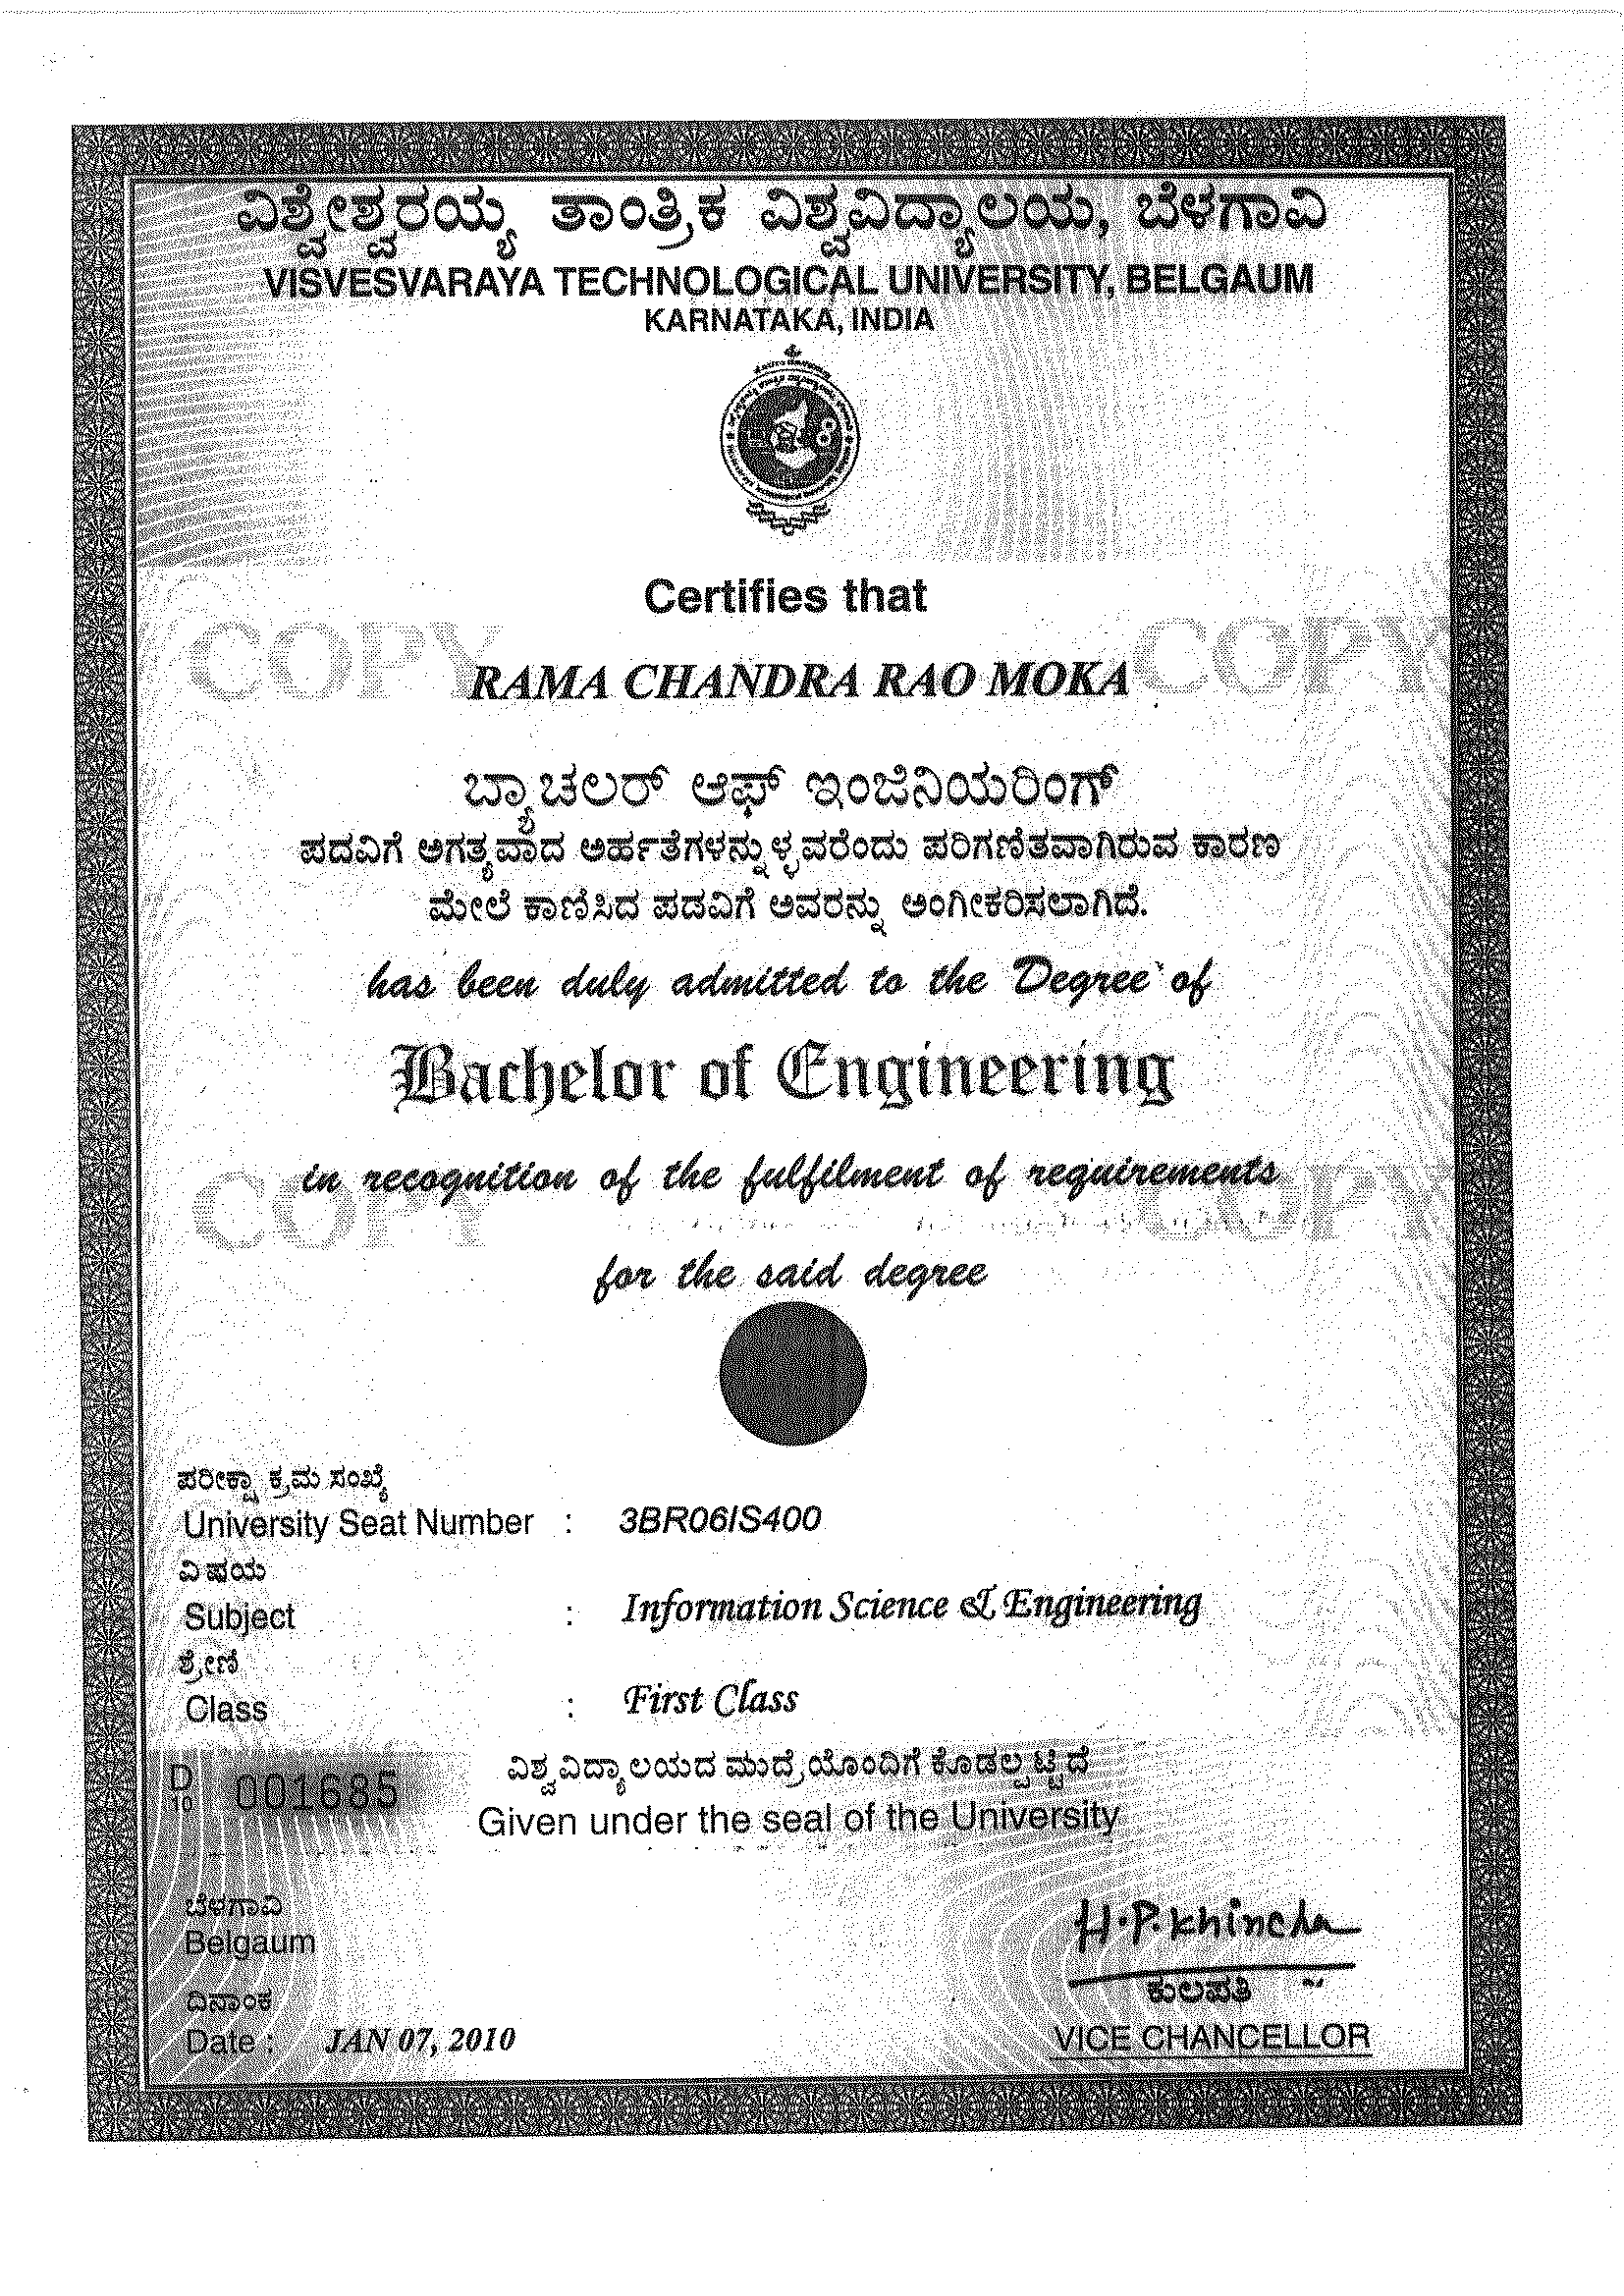 ವಿಶ್ವೇಶ್ವರಯ್ಯ ತಾಂತ್ರಿಕ ವಿಶ್ವವಿದ್ಯಾಲಯ, ಬೆಳಗಾವಿ
VISVESVARAYA TECHNOLOGICAL UNIVERSITY, BELGAUM
KARNATAKA, INDIA
Certifies that
COPY COPY
RAMA CHANDRA RAO MOKA
ಬ್ಯಾಚಲರ್ ಆಫ್ ಇಂಜಿನಿಯರಿಂಗ್
ಪದವಿಗೆ ಅಗತ್ಯವಾದ ಅರ್ಹತೆಗಳನ್ನುಳ್ಳವರೆಂದು ಪರಿಗಣಿತವಾಗಿರುವ ಕಾರಣ
ಮೇಲೆ ಕಾಣಿಸಿದ ಪದವಿಗೆ ಅವರನ್ನು ಅಂಗೀಕರಿಸಲಾಗಿದೆ.
has been duly admitted to the Degree of
Bachelor of Engineering
in recognition of the fulfilment of requirements
COPY COPY
for the said degree
ಪರೀಕ್ಷಾ ಕ್ರಮ ಸಂಖ್ಯೆ
University Seat Number : 3BR06IS400
ವಿಷಯ
Subject : Information Science & Engineering
ಶ್ರೇಣಿ
Class : First Class
ವಿಶ್ವವಿದ್ಯಾಲಯದ ಮುದ್ರೆಯೊಂದಿಗೆ ಕೊಡಲ್ಪಟ್ಟಿದೆ
D 10 001685
Given under the seal of the University
ಬೆಳಗಾವಿ
Belgaum
H.P.Khincha
ದಿನಾಂಕ
ಕುಲಪತಿ
Date : JAN 07, 2010
VICE CHANCELLOR